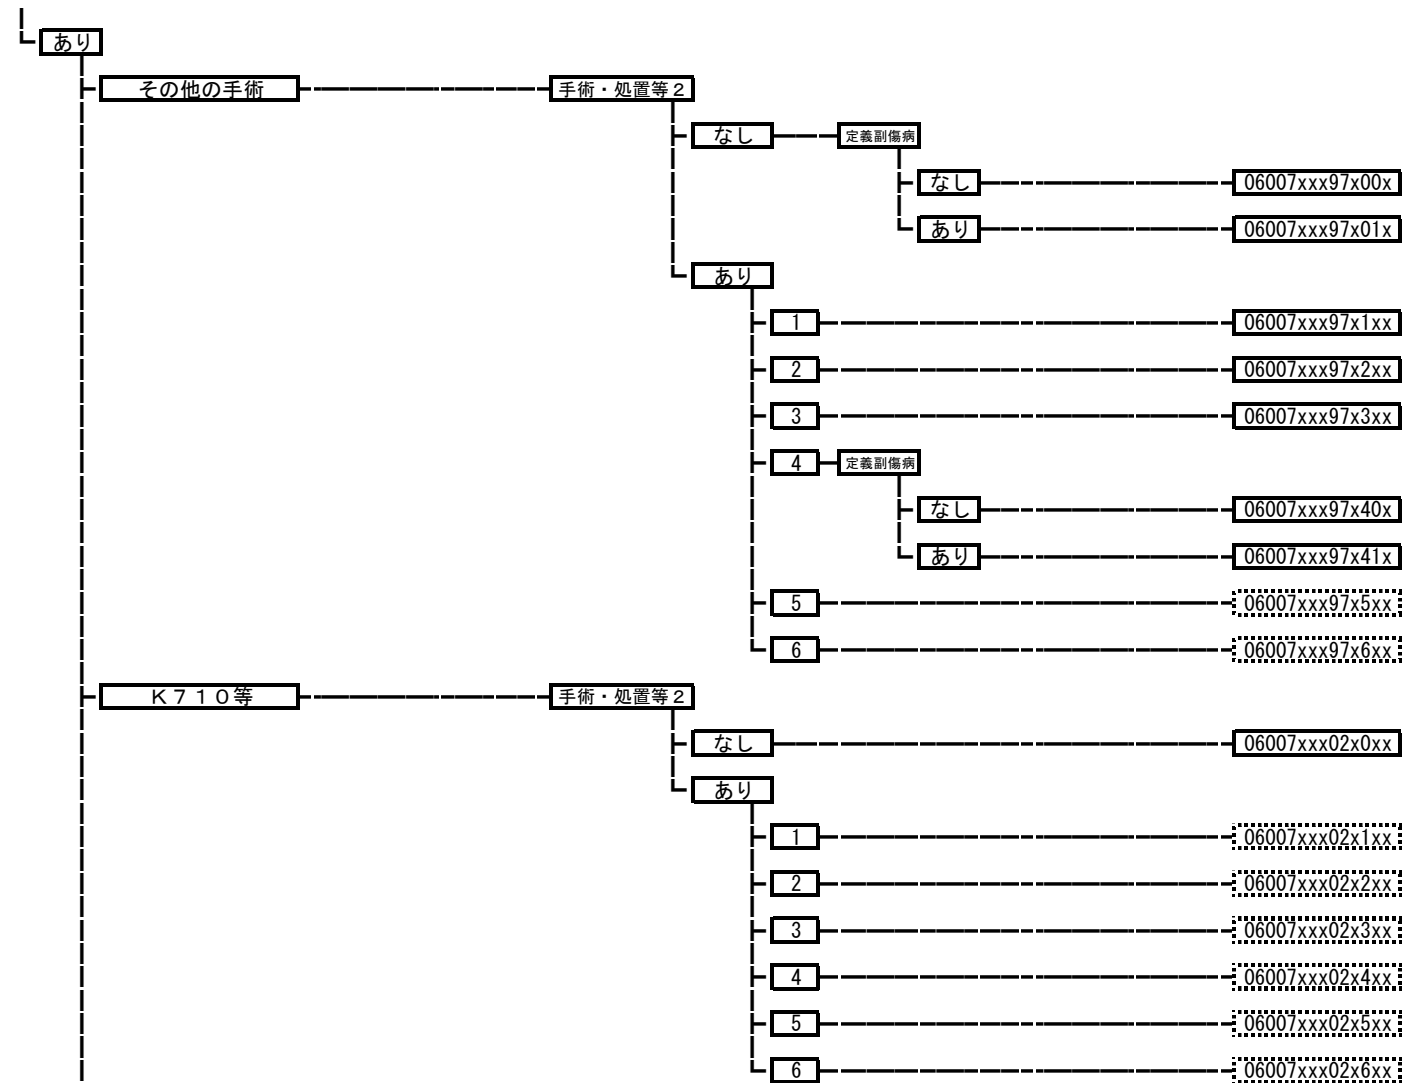 あり
その他の手術 手術・処置等２
なし 定義副傷病
なし 06007xxx97x00x
あり 06007xxx97x01x
あり
1 06007xxx97x1xx
2 06007xxx97x2xx
3 06007xxx97x3xx
4 定義副傷病
なし 06007xxx97x40x
あり 06007xxx97x41x
5 06007xxx97x5xx
6 06007xxx97x6xx
Ｋ７１０等 手術・処置等２
なし 06007xxx02x0xx
あり
1 06007xxx02x1xx
2 06007xxx02x2xx
3 06007xxx02x3xx
4 06007xxx02x4xx
5 06007xxx02x5xx
6 06007xxx02x6xx